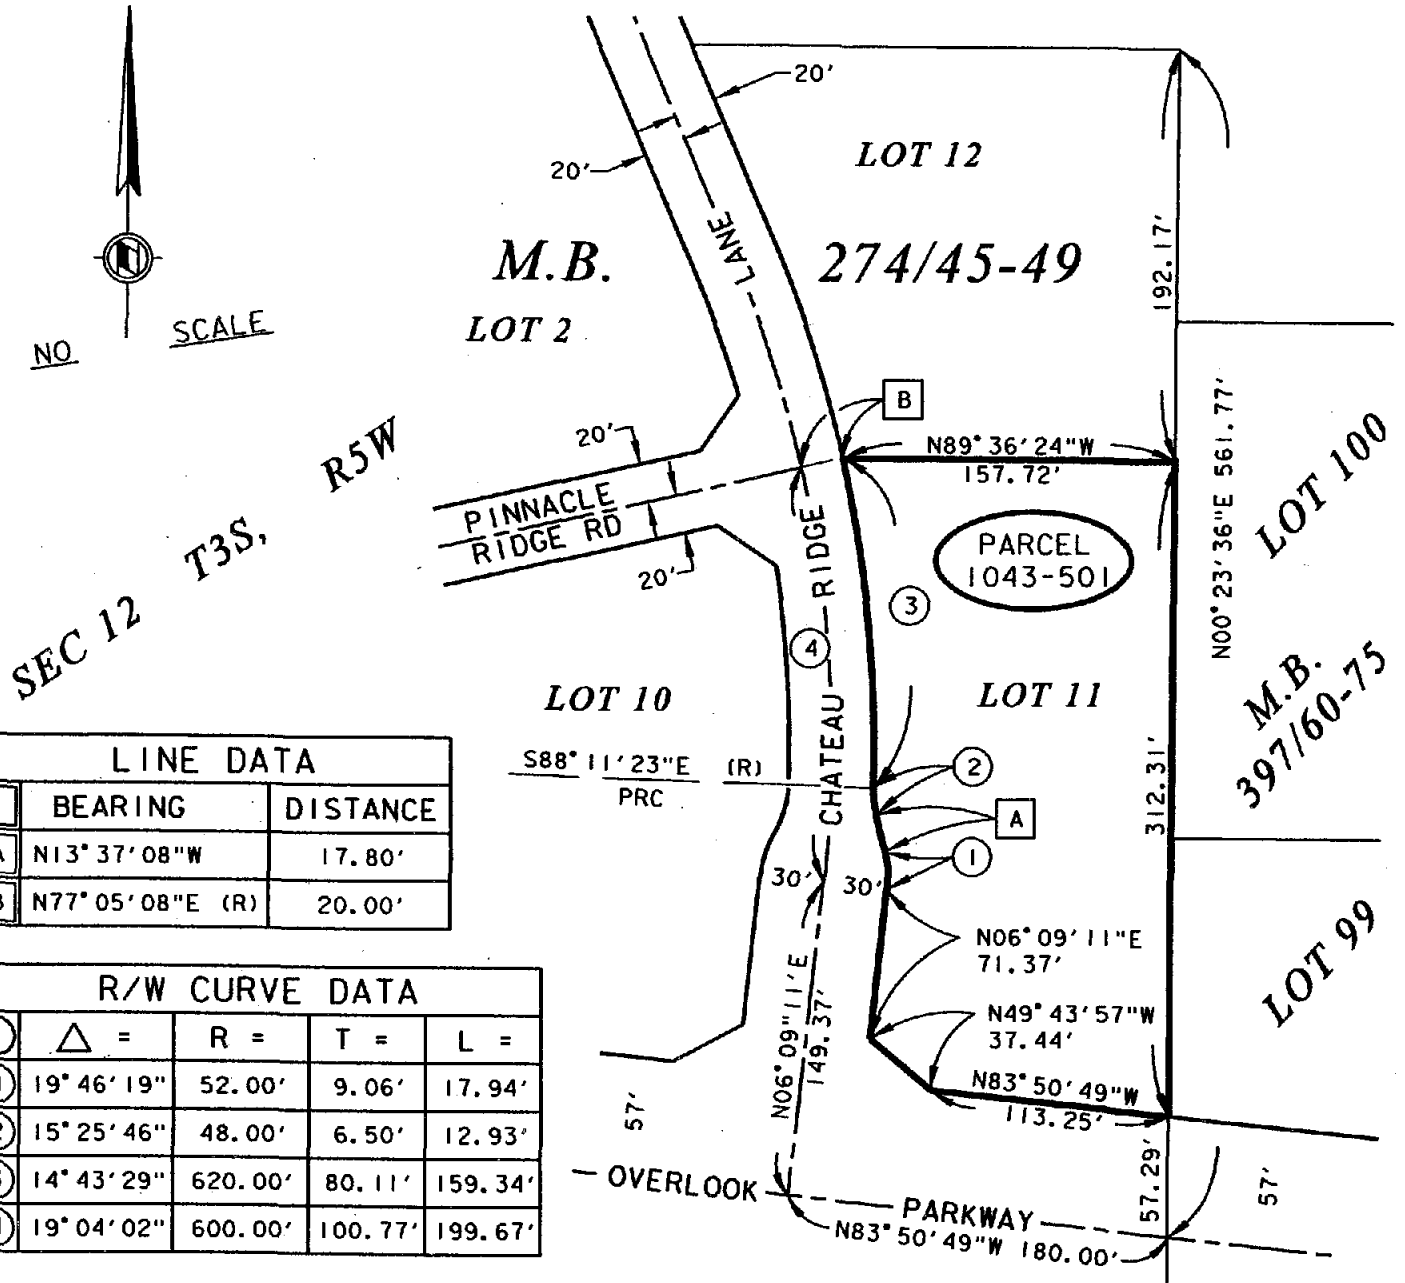 20'
LOT 12
20'
LANE
192.17'
M.B.
274/45-49
LOT 2
NO SCALE
B
N89°36'24"W
157.72'
N00°23'36"E 561.77'
LOT 100
20'
R5W
PINNACLE
RIDGE RD
RIDGE
PARCEL
1043-501
T3S,
20'
3
SEC 12
4
M.B.
397/60-75
LOT 10
LOT 11
CHATEAU
S88°11'23"E (R)
PRC
2
A
312.31'
1
30'
30'
LINE DATA
BEARING DISTANCE
A N13°37'08"W 17.80'
B N77°05'08"E (R) 20.00'
N06°09'11"E
71.37'
LOT 99
N06°09'11"E
149.37'
N49°43'57"W
37.44'
R/W CURVE DATA
△ = R = T = L =
19°46'19" 52.00' 9.06' 17.94'
15°25'46" 48.00' 6.50' 12.93'
14°43'29" 620.00' 80.11' 159.34'
19°04'02" 600.00' 100.77' 199.67'
N83°50'49"W
113.25'
57'
57.29'
57'
OVERLOOK PARKWAY
N83°50'49"W 180.00'